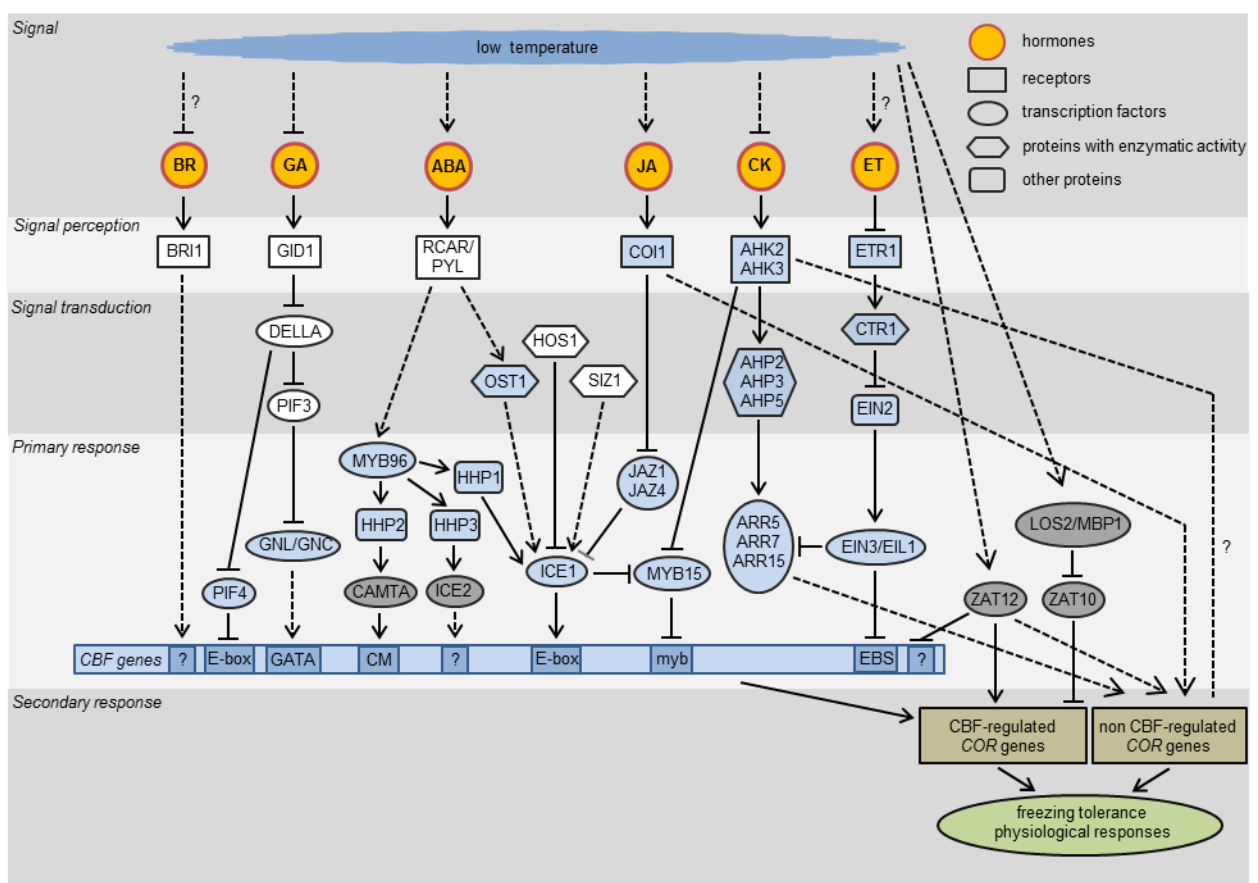 Signal
low temperature
hormones
receptors
transcription factors
proteins with enzymatic activity
other proteins
?
?
BR
GA
ABA
JA
CK
ET
Signal perception
BRI1
GID1
RCAR/
PYL
COI1
AHK2
AHK3
ETR1
Signal transduction
DELLA
HOS1
CTR1
OST1
SIZ1
AHP2
AHP3
AHP5
PIF3
EIN2
Primary response
MYB96
HHP1
JAZ1
JAZ4
HHP2
HHP3
ARR5
ARR7
ARR15
LOS2/MBP1
?
GNL/GNC
EIN3/EIL1
ICE1
MYB15
PIF4
CAMTA
ICE2
ZAT12
ZAT10
CBF genes
?
E-box
GATA
CM
?
E-box
myb
EBS
?
Secondary response
CBF-regulated
COR genes
non CBF-regulated
COR genes
freezing tolerance
physiological responses